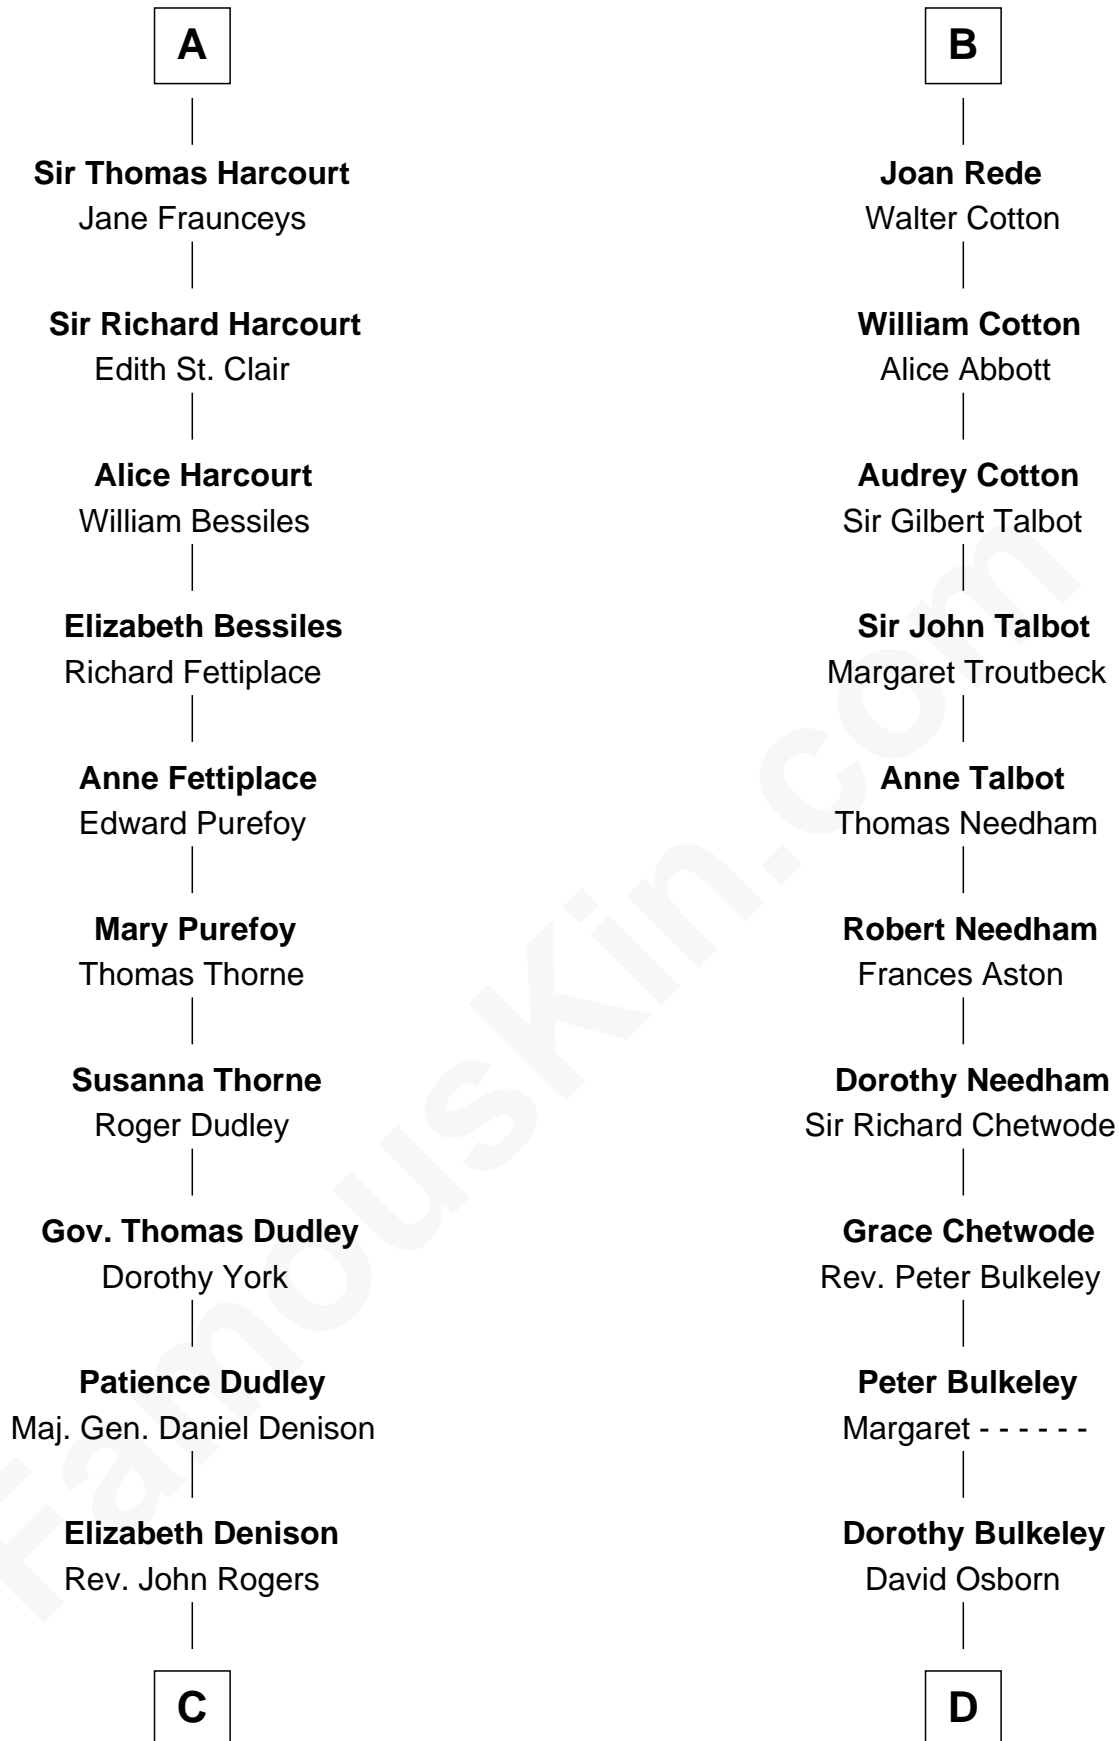 A
Sir Thomas Harcourt
Jane Fraunceys
Sir Richard Harcourt
Edith St. Clair
Alice Harcourt
William Bessiles
Elizabeth Bessiles
Richard Fettiplace
Anne Fettiplace
Edward Purefoy
Mary Purefoy
Thomas Thorne
Susanna Thorne
Roger Dudley
Gov. Thomas Dudley
Dorothy York
Patience Dudley
Maj. Gen. Daniel Denison
Elizabeth Denison
Rev. John Rogers
C
B
Joan Rede
Walter Cotton
William Cotton
Alice Abbott
Audrey Cotton
Sir Gilbert Talbot
Sir John Talbot
Margaret Troutbeck
Anne Talbot
Thomas Needham
Robert Needham
Frances Aston
Dorothy Needham
Sir Richard Chetwode
Grace Chetwode
Rev. Peter Bulkeley
Peter Bulkeley
Margaret - - - - - -
Dorothy Bulkeley
David Osborn
D
FamousKin.com